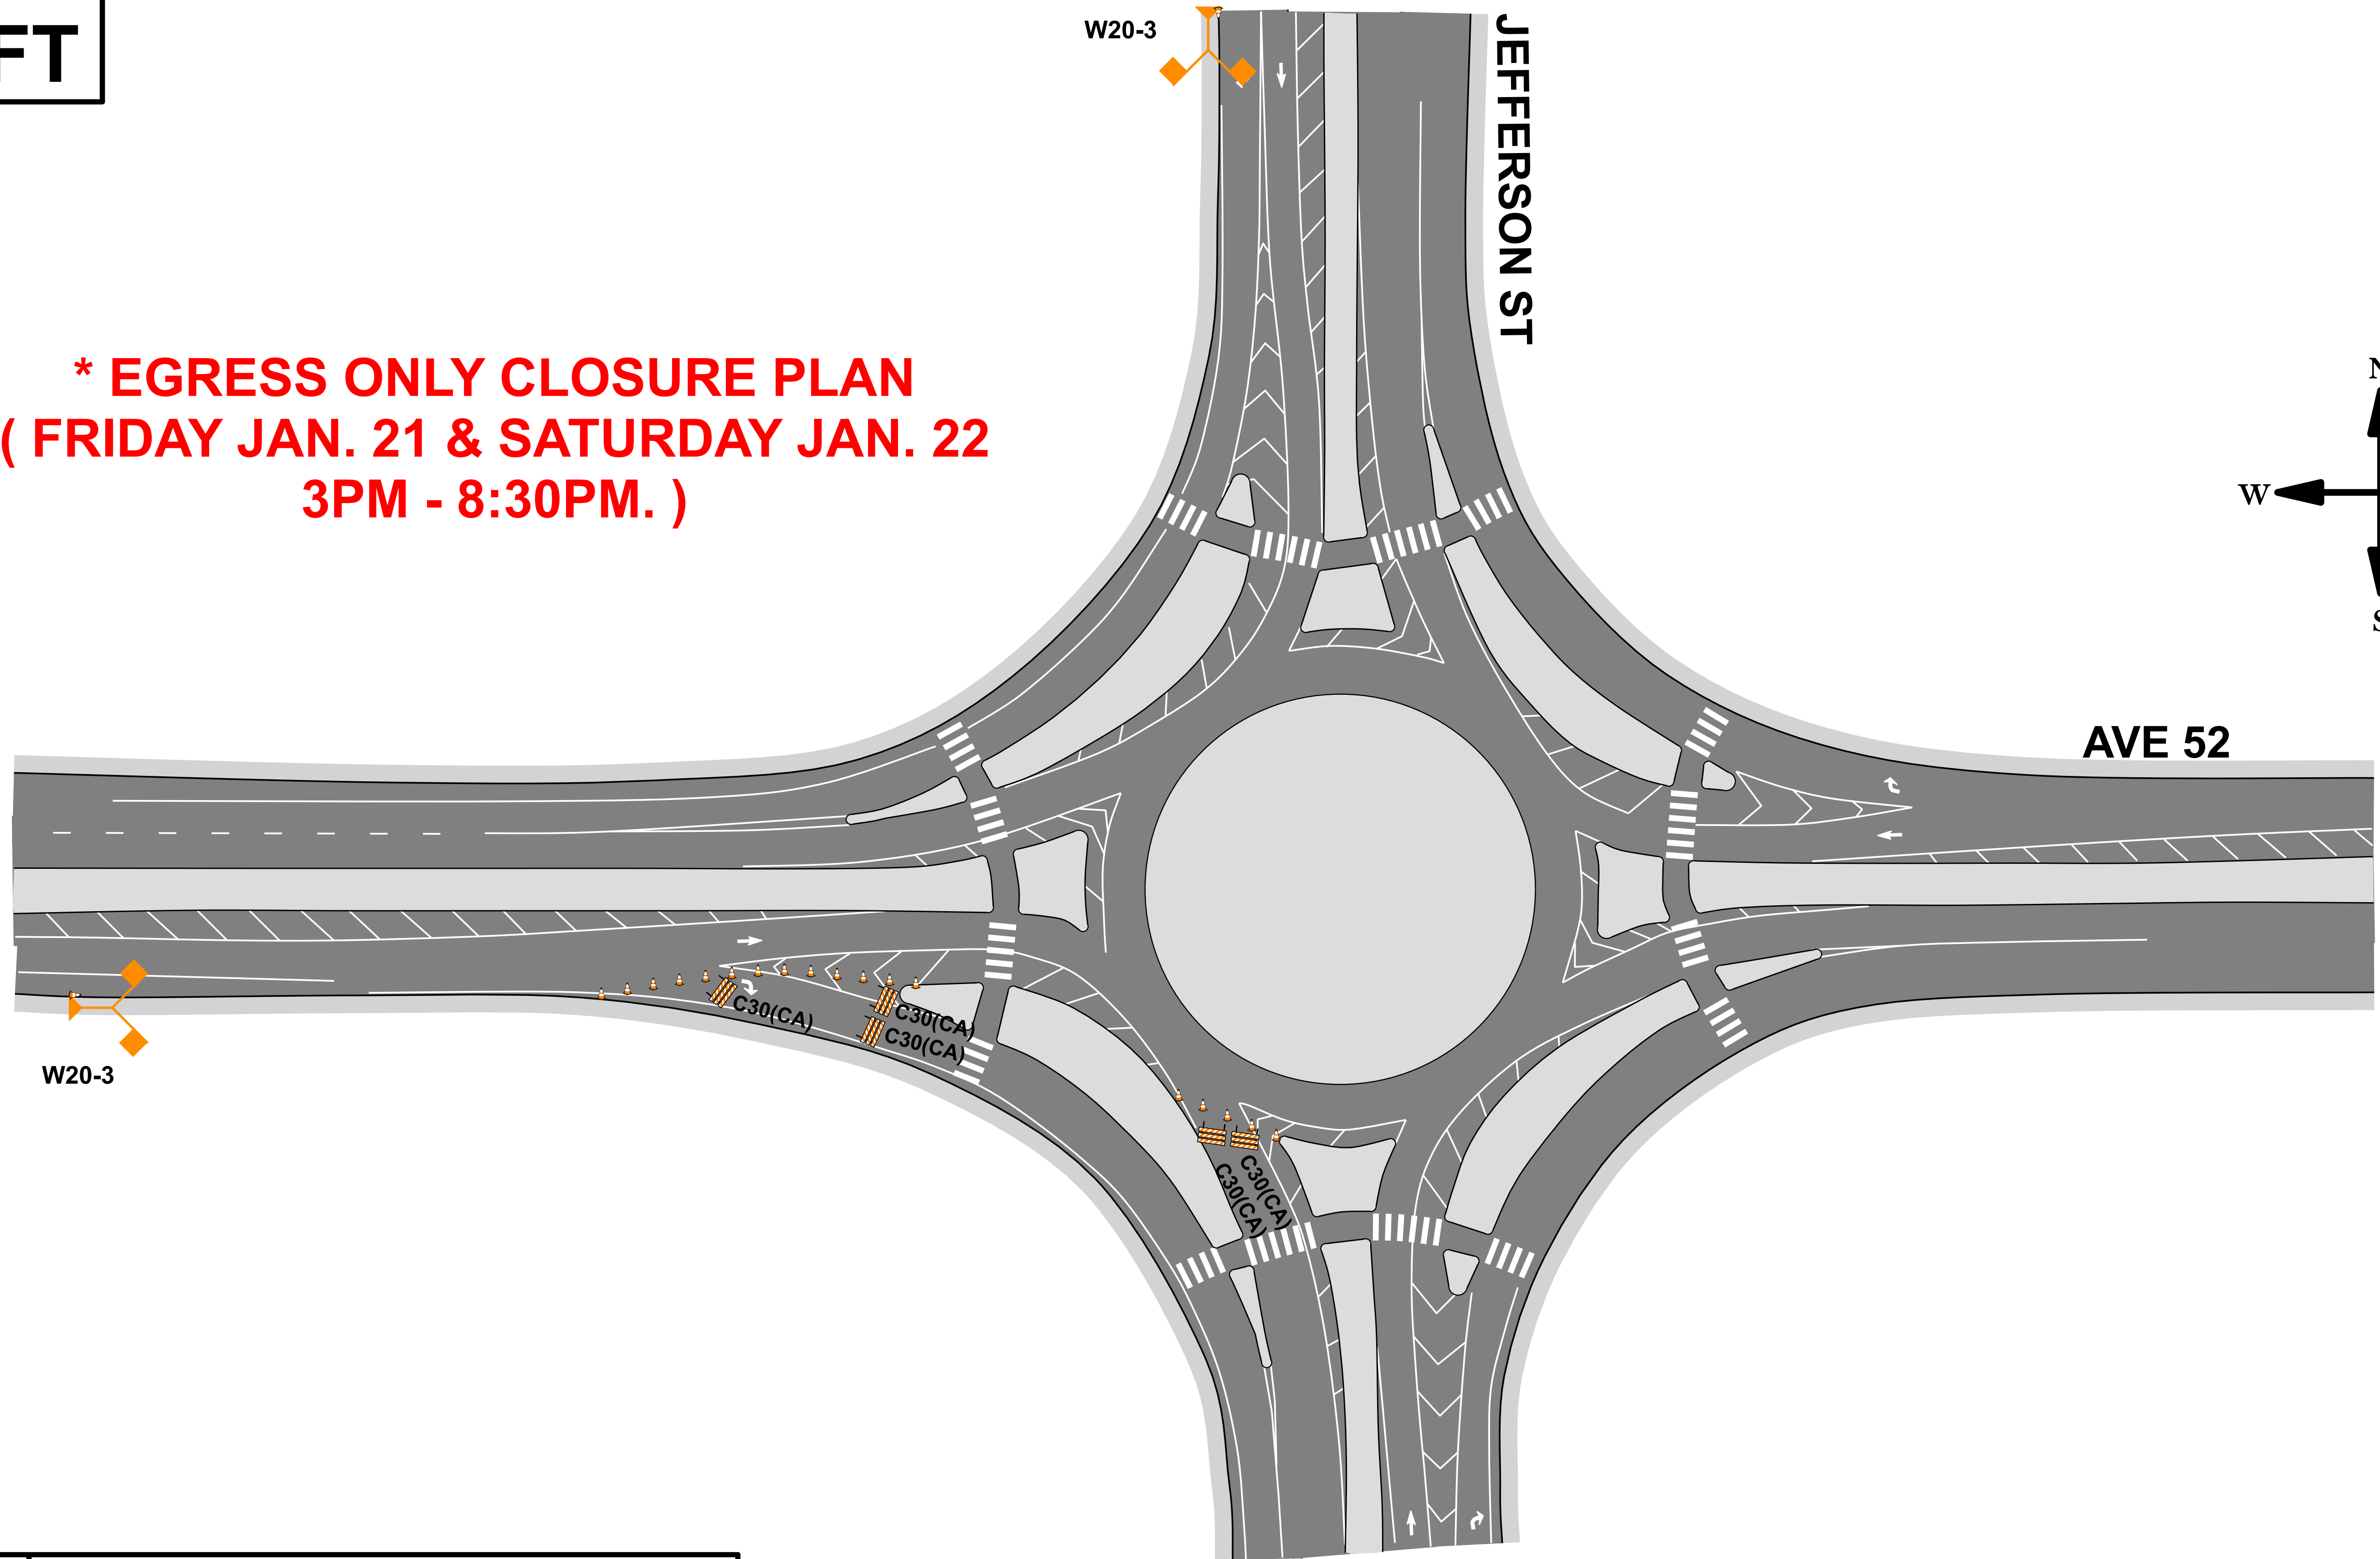 FT
W20-3
JEFFERSON ST
* EGRESS ONLY CLOSURE PLAN
( FRIDAY JAN. 21 & SATURDAY JAN. 22
3PM - 8:30PM. )
N
W
S
AVE 52
C30(CA)
C30(CA)
C30(CA)
W20-3
C30(CA)
C30(CA)